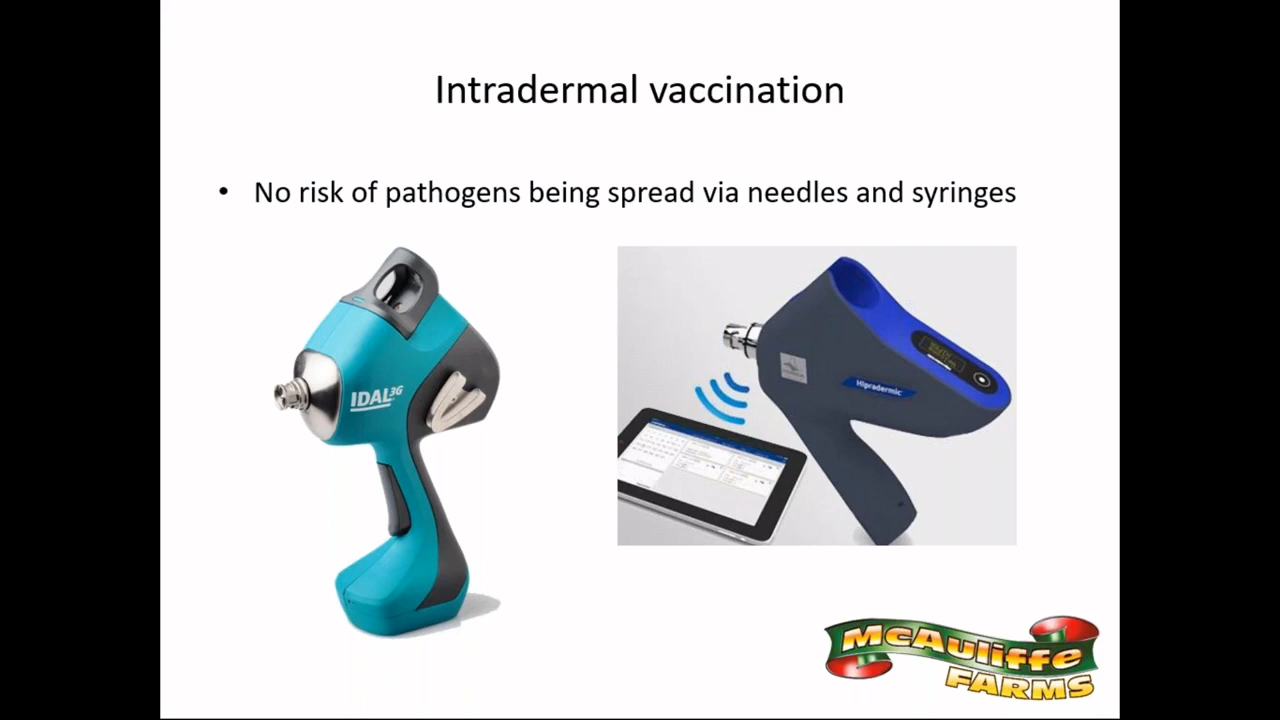 Intradermal vaccination
• No risk of pathogens being spread via needles and syringes
IDAL3G
Hipradermic
McAuliffe
FARMS